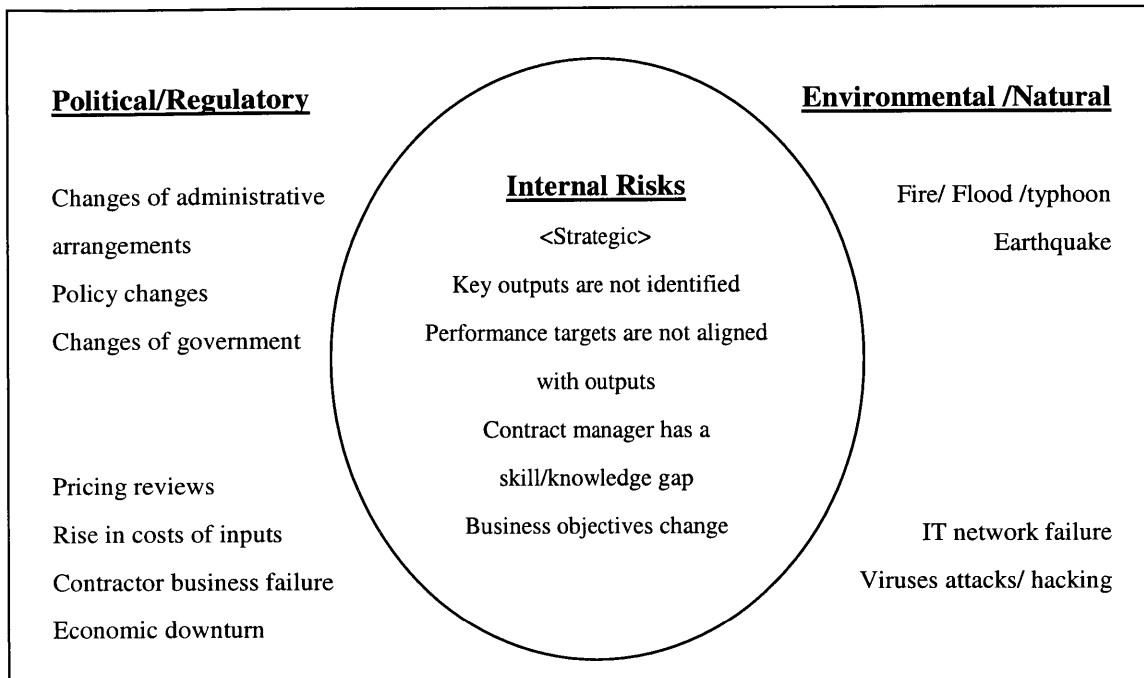 Political/Regulatory
Changes of administrative
arrangements
Policy changes
Changes of government
Pricing reviews
Rise in costs of inputs
Contractor business failure
Economic downturn
Internal Risks
<Strategic>
Key outputs are not identified
Performance targets are not aligned
with outputs
Contract manager has a
skill/knowledge gap
Business objectives change
Environmental /Natural
Fire/ Flood /typhoon
Earthquake
IT network failure
Viruses attacks/ hacking